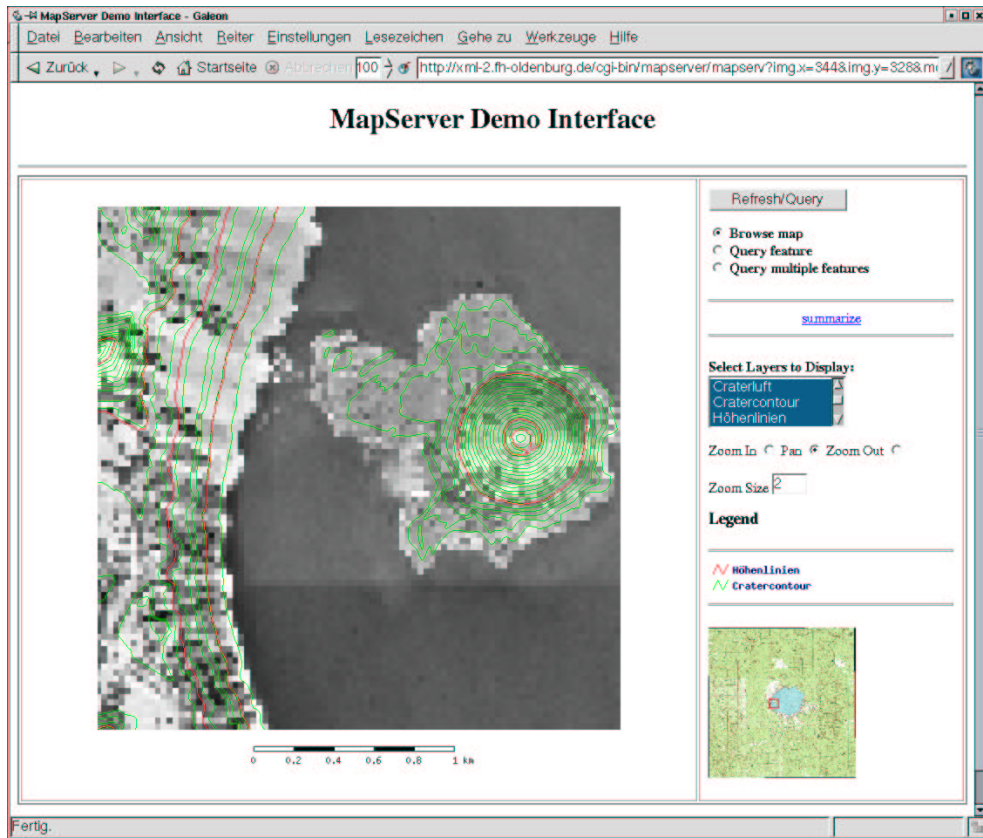 MapServer Demo Interface - Galeon
Datei Bearbeiten Ansicht Reiter Einstellungen Lesezeichen Gehe zu Werkzeuge Hilfe
Zurück Startseite Abbrechen 100 http://xml-2.fh-oldenburg.de/cgi-bin/mapserver/mapserv?img.x=344&img.y=328&m
MapServer Demo Interface
Refresh/Query
Browse map
Query feature
Query multiple features
summarize
Select Layers to Display:
Craterluft
Cratercontour
Höhenlinien
Zoom In Pan Zoom Out
Zoom Size 2
Legend
Höhenlinien
Cratercontour
0 0.2 0.4 0.6 0.8 1 km
Fertig.